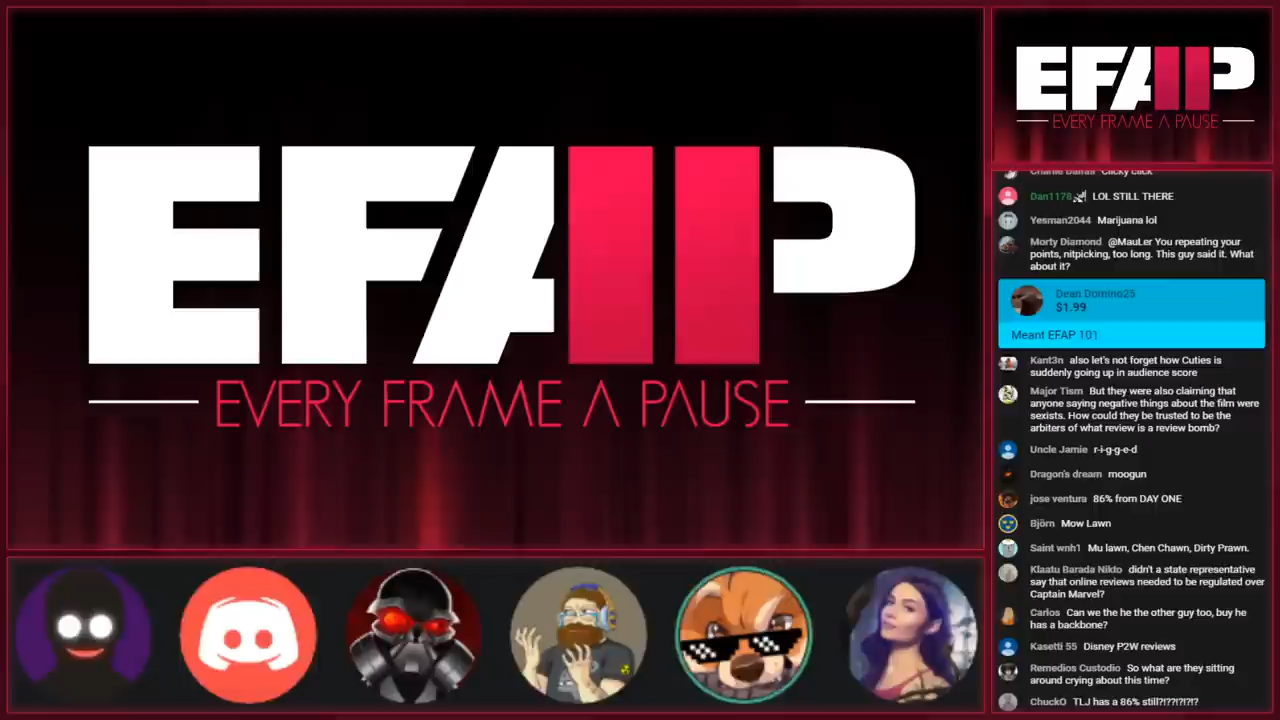 EFAP
EVERY FRAME A PAUSE
EFAP
EVERY FRAME A PAUSE
Clicky click
Dan1178 LOL STILL THERE
Yesman2044 Marijuana lol
Morty Diamond @MauLer You repeating your
points, nitpicking, too long. This guy said it. What
about it?
Dean Domino25
$1.99
Meant EFAP 101
Kant3n also let's not forget how Cuties is
suddenly going up in audience score
Major Tism But they were also claiming that
anyone saying negative things about the film were
sexists. How could they be trusted to be the
arbiters of what review is a review bomb?
Uncle Jamie r-i-g-g-e-d
Dragon's dream moogun
jose ventura 86% from DAY ONE
Björn Mow Lawn
Saint wnh1 Mu lawn, Chen Chawn, Dirty Prawn.
Klaatu Barada Nikto didn't a state representative
say that online reviews needed to be regulated over
Captain Marvel?
Carlos Can we the he the other guy too, buy he
has a backbone?
Kasetti 55 Disney P2W reviews
Remedios Custodio So what are they sitting
around crying about this time?
ChuckO TLJ has a 86% still?!??!?!?!?